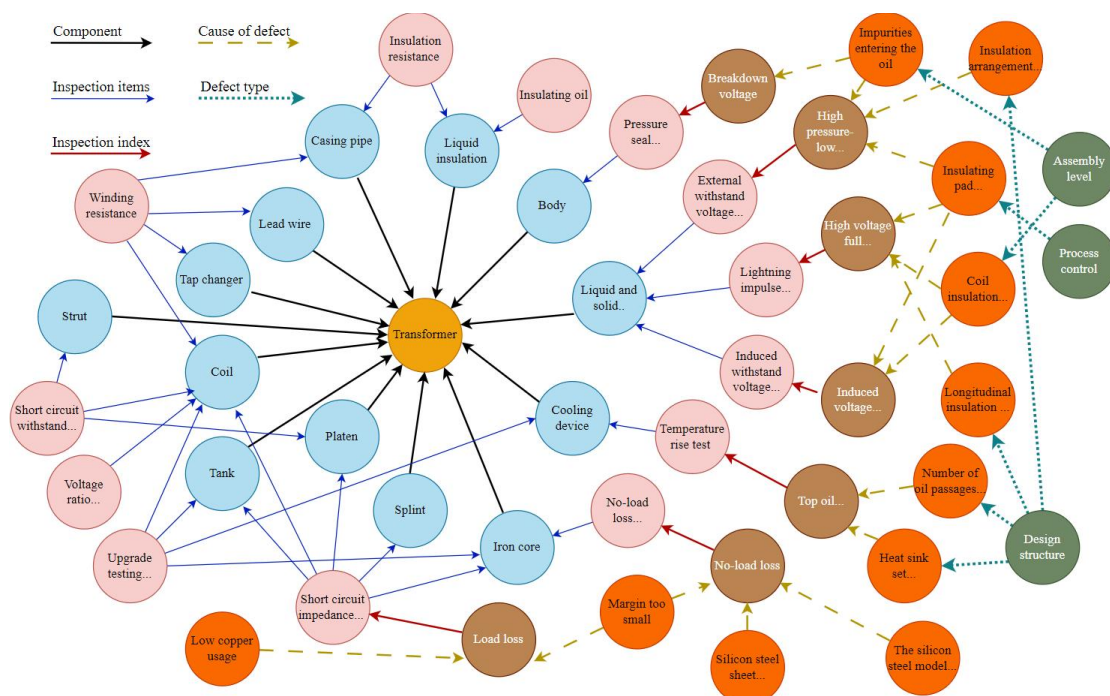 Component
Cause of defect
Inspection items
Defect type
Inspection index
Insulation
resistance
Insulating oil
Casing pipe
Liquid
insulation
Winding
resistance
Lead wire
Tap changer
Body
Pressure
seal...
Breakdown
voltage
Impurities
entering the
oil
Insulation
arrangement...
High
pressure-
low...
External
withstand
voltage...
Insulating
pad...
Assembly
level
High voltage
full...
Process
control
Lightning
impulse...
Coil
insulation...
Liquid and
solid..
Strut
Transformer
Coil
Induced
withstand
voltage...
Induced
voltage...
Longitudinal
insulation ...
Short circuit
withstand...
Platen
Cooling
device
Temperature
rise test
Voltage
ratio...
Tank
Number of
oil passages...
Top oil...
No-load
loss...
Splint
Iron core
Upgrade
testing...
Design
structure
Heat sink
set...
No-load loss
Short circuit
impedance...
Margin too
small
Load loss
Low copper
usage
Silicon steel
sheet...
The silicon
steel model...